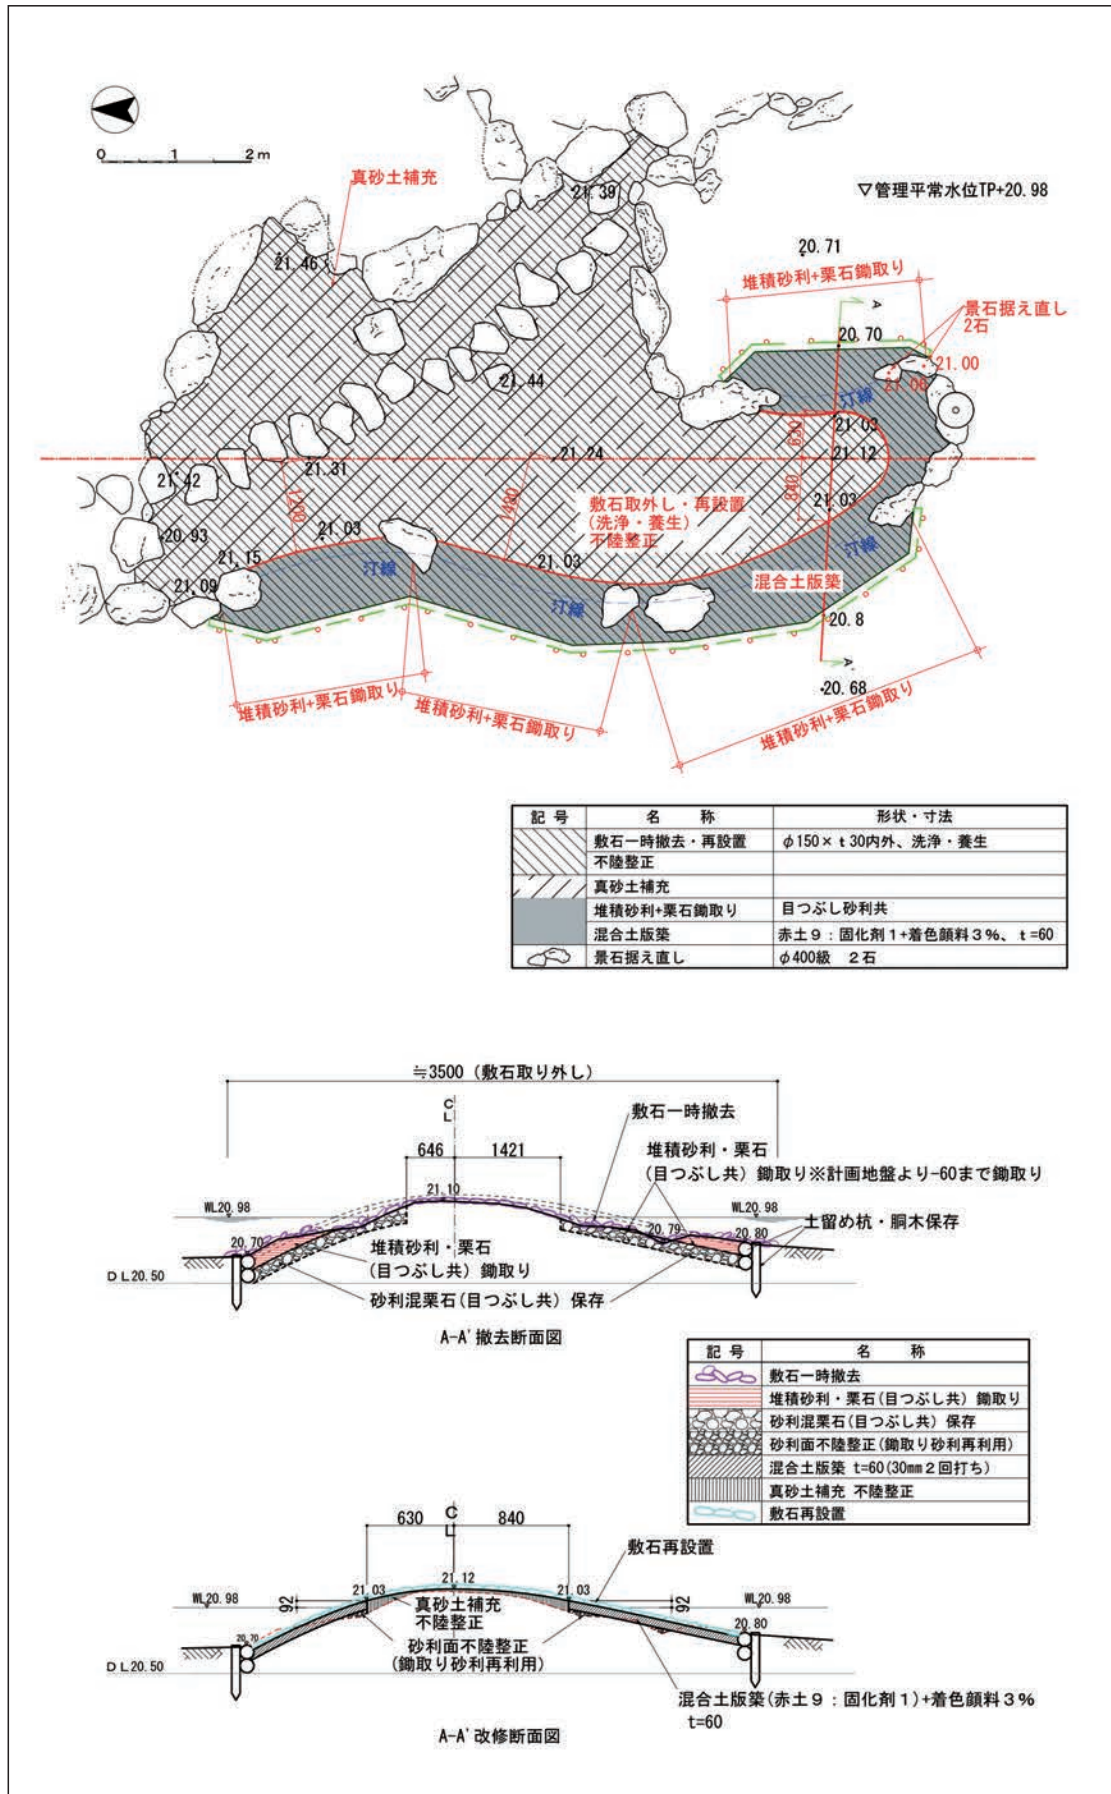 0 1 2 m
真砂土補充
▽管理平常水位TP+20.98
21.39
20.71
堆積砂利+栗石鋤取り
A
景石据え直し
2石
21.46
20.70
21.00
21.06
21.44
汀線
21.03
630
21.24
21.12
21.31
21.42
1200
1480
840
21.03
敷石取外し・再設置
(洗浄・養生)
不陸整正
20.93
21.03
21.15
汀線
21.03
汀線
混合土版築
21.09
汀線
20.8
A'
20.68
堆積砂利+栗石鋤取り
堆積砂利+栗石鋤取り
堆積砂利+栗石鋤取り
記号 名 称 形状・寸法
敷石一時撤去・再設置 φ150×t30内外、洗浄・養生
不陸整正
真砂土補充
堆積砂利+栗石鋤取り 目つぶし砂利共
混合土版築 赤土9:固化剤1+着色顔料3%、t=60
景石据え直し φ400級 2石
≒3500(敷石取り外し)
CL
敷石一時撤去
646 1421
堆積砂利・栗石
(目つぶし共)鋤取り※計画地盤より-60まで鋤取り
21.10
WL20.98 WL20.98
20.70 20.79 20.80
土留め杭・胴木保存
堆積砂利・栗石
(目つぶし共)鋤取り
DL20.50
砂利混栗石(目つぶし共)保存
A-A'撤去断面図
記号 名 称
敷石一時撤去
堆積砂利・栗石(目つぶし共)鋤取り
砂利混栗石(目つぶし共)保存
砂利面不陸整正(鋤取り砂利再利用)
混合土版築 t=60(30mm2回打ち)
真砂土補充 不陸整正
敷石再設置
CL
630 840
敷石再設置
21.12
21.03 21.03
WL20.98 92 92 WL20.98
真砂土補充
不陸整正
20.70 20.80
砂利面不陸整正
(鋤取り砂利再利用)
DL20.50
混合土版築(赤土9:固化剤1)+着色顔料3%
t=60
A-A'改修断面図